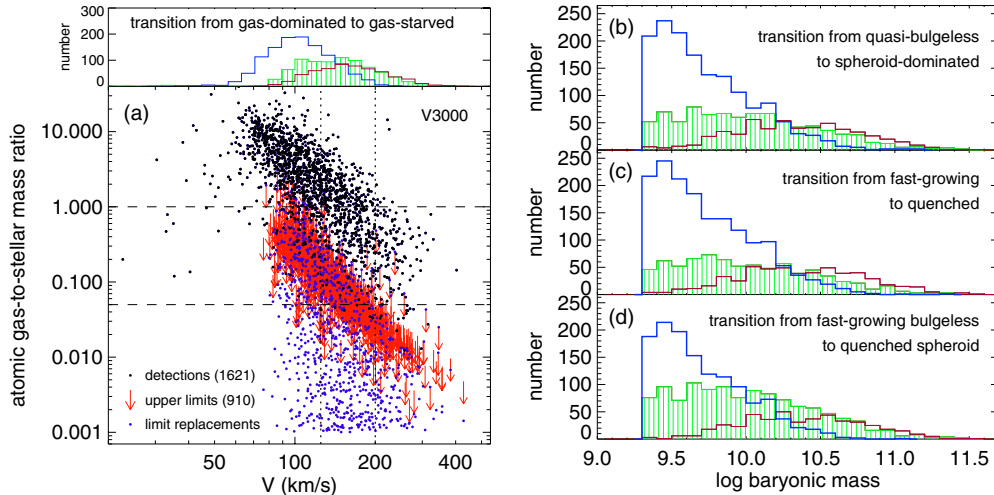 transition from gas-dominated to gas-starved
number
300
200
100
0
(a)
V3000
atomic gas-to-stellar mass ratio
10.000
1.000
0.100
0.010
0.001
detections (1621)
upper limits (910)
limit replacements
50
100
200
400
V (km/s)
(b)
transition from quasi-bulgeless
to spheroid-dominated
number
250
200
150
100
50
0
(c)
transition from fast-growing
to quenched
number
250
200
150
100
50
0
(d)
transition from fast-growing bulgeless
to quenched spheroid
number
250
200
150
100
50
0
9.0
9.5
10.0
10.5
11.0
11.5
log baryonic mass